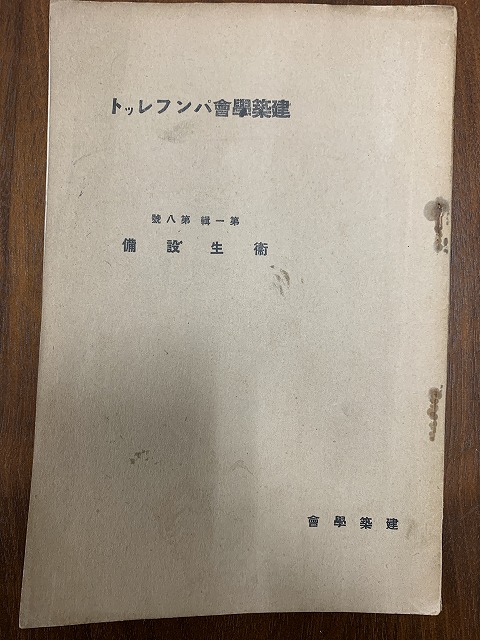 建築學會パンフレット
第一輯 第八號
衞生設備
建築學會